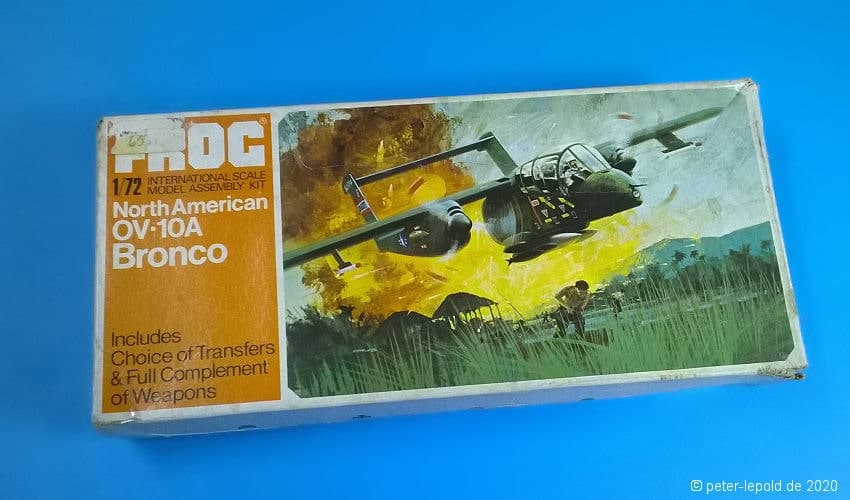 FROG®
1/72 INTERNATIONAL SCALE
MODEL ASSEMBLY KIT
North American
OV-10A
Bronco
Includes
Choice of Transfers
& Full Complement
of Weapons
© peter-lepold.de 2020